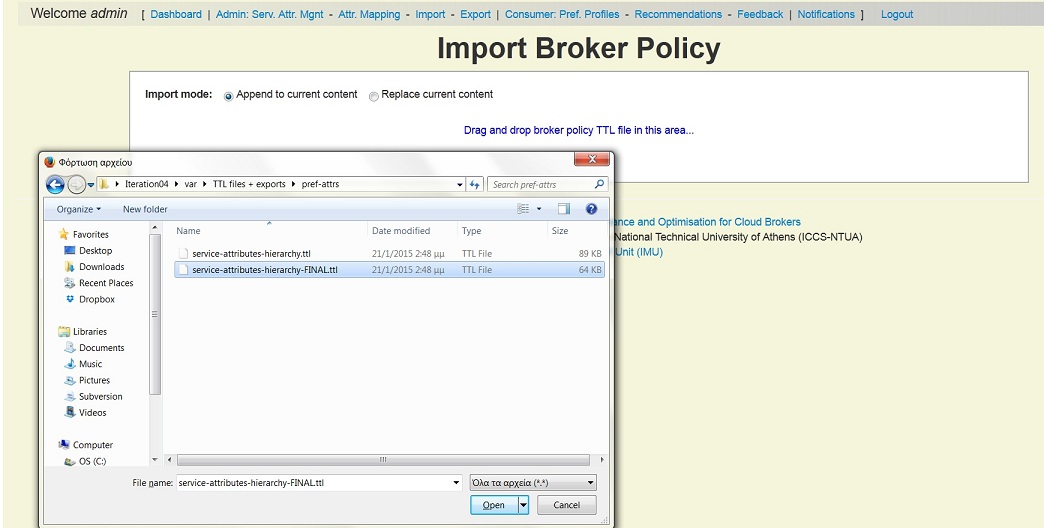 Welcome admin [ Dashboard | Admin: Serv. Attr. Mgnt - Attr. Mapping - Import - Export | Consumer: Pref. Profiles - Recommendations - Feedback | Notifications ] Logout
Import Broker Policy
Import mode: Append to current content Replace current content
Drag and drop broker policy TTL file in this area...
Φόρτωση αρχείου
Iteration04 var TTL files + exports pref-attrs Search pref-attrs
Organize New folder
Favorites
Desktop
Downloads
Recent Places
Dropbox
Libraries
Documents
Music
Pictures
Subversion
Videos
Computer
OS (C:)
Name Date modified Type Size
service-attributes-hierarchy.ttl 21/1/2015 2:48 μμ TTL File 89 KB
service-attributes-hierarchy-FINAL.ttl 21/1/2015 2:48 μμ TTL File 64 KB
File name: service-attributes-hierarchy-FINAL.ttl Όλα τα αρχεία (*.*)
Open Cancel
and Optimisation for Cloud Brokers
National Technical University of Athens (ICCS-NTUA)
Unit (IMU)